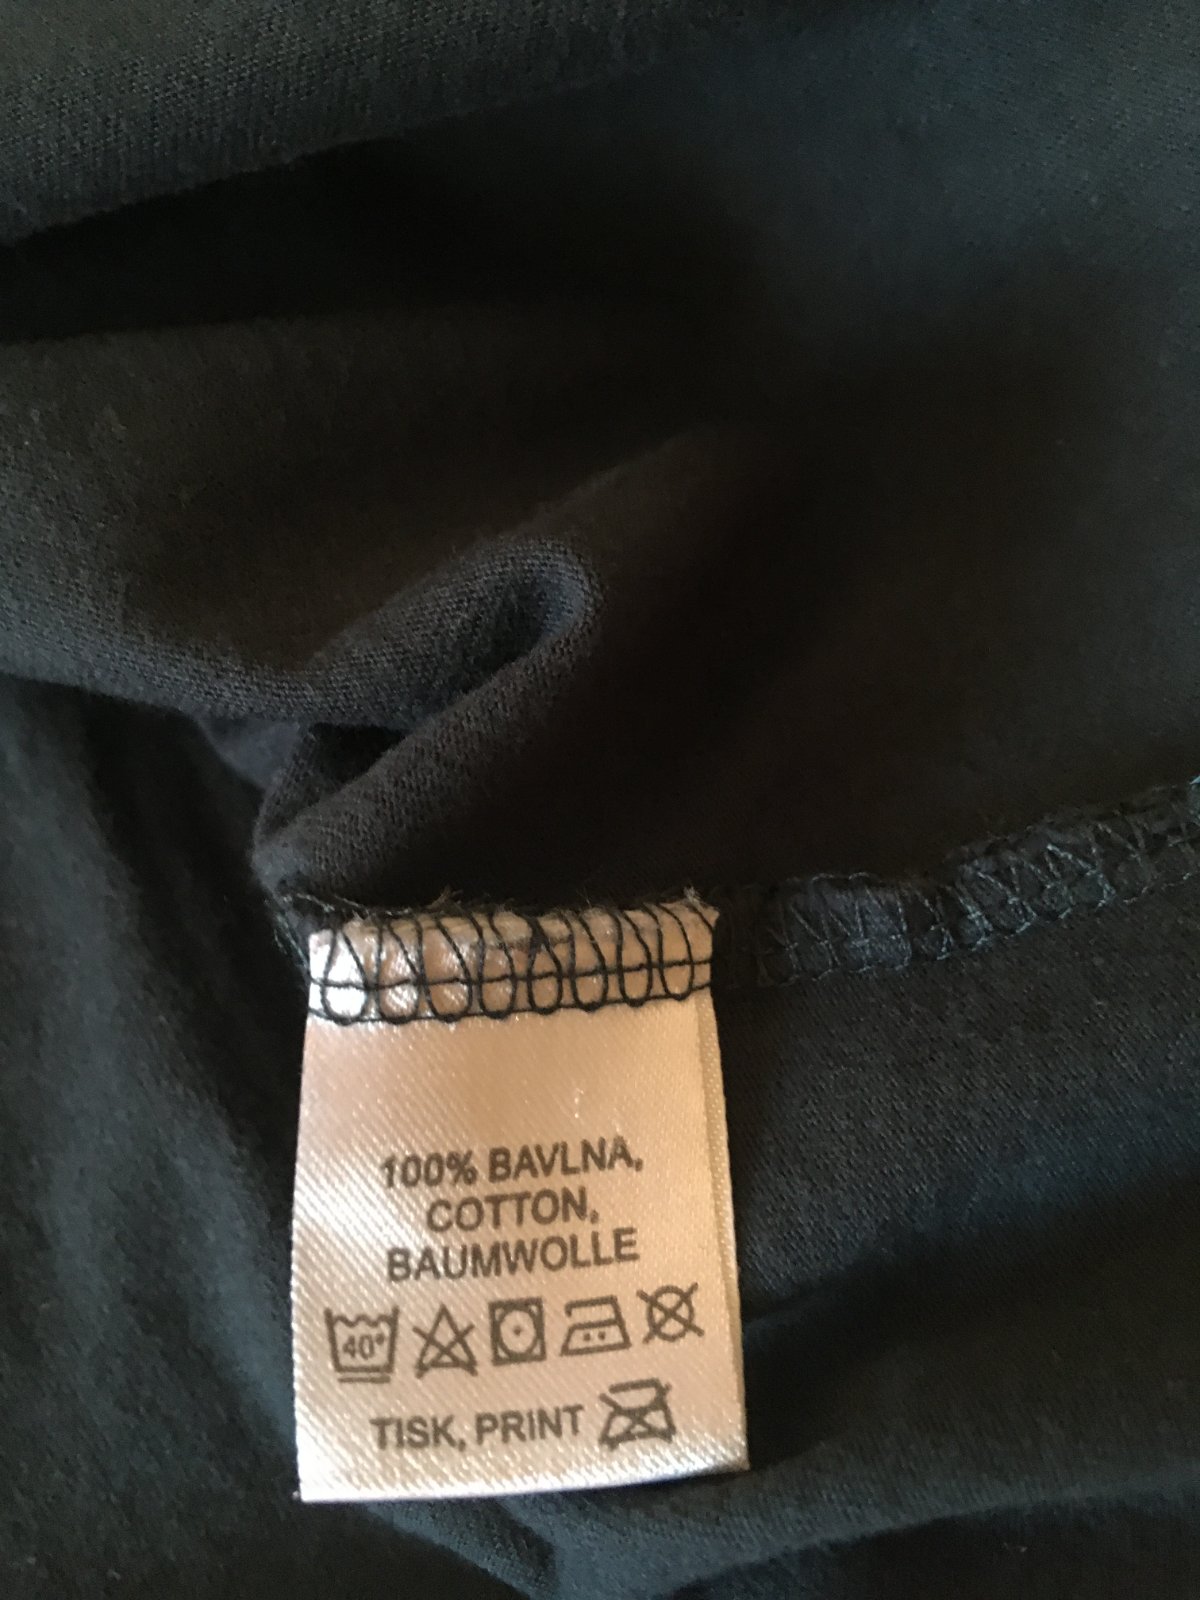 100% BAVLNA,
COTTON,
BAUMWOLLE
40°
TISK, PRINT